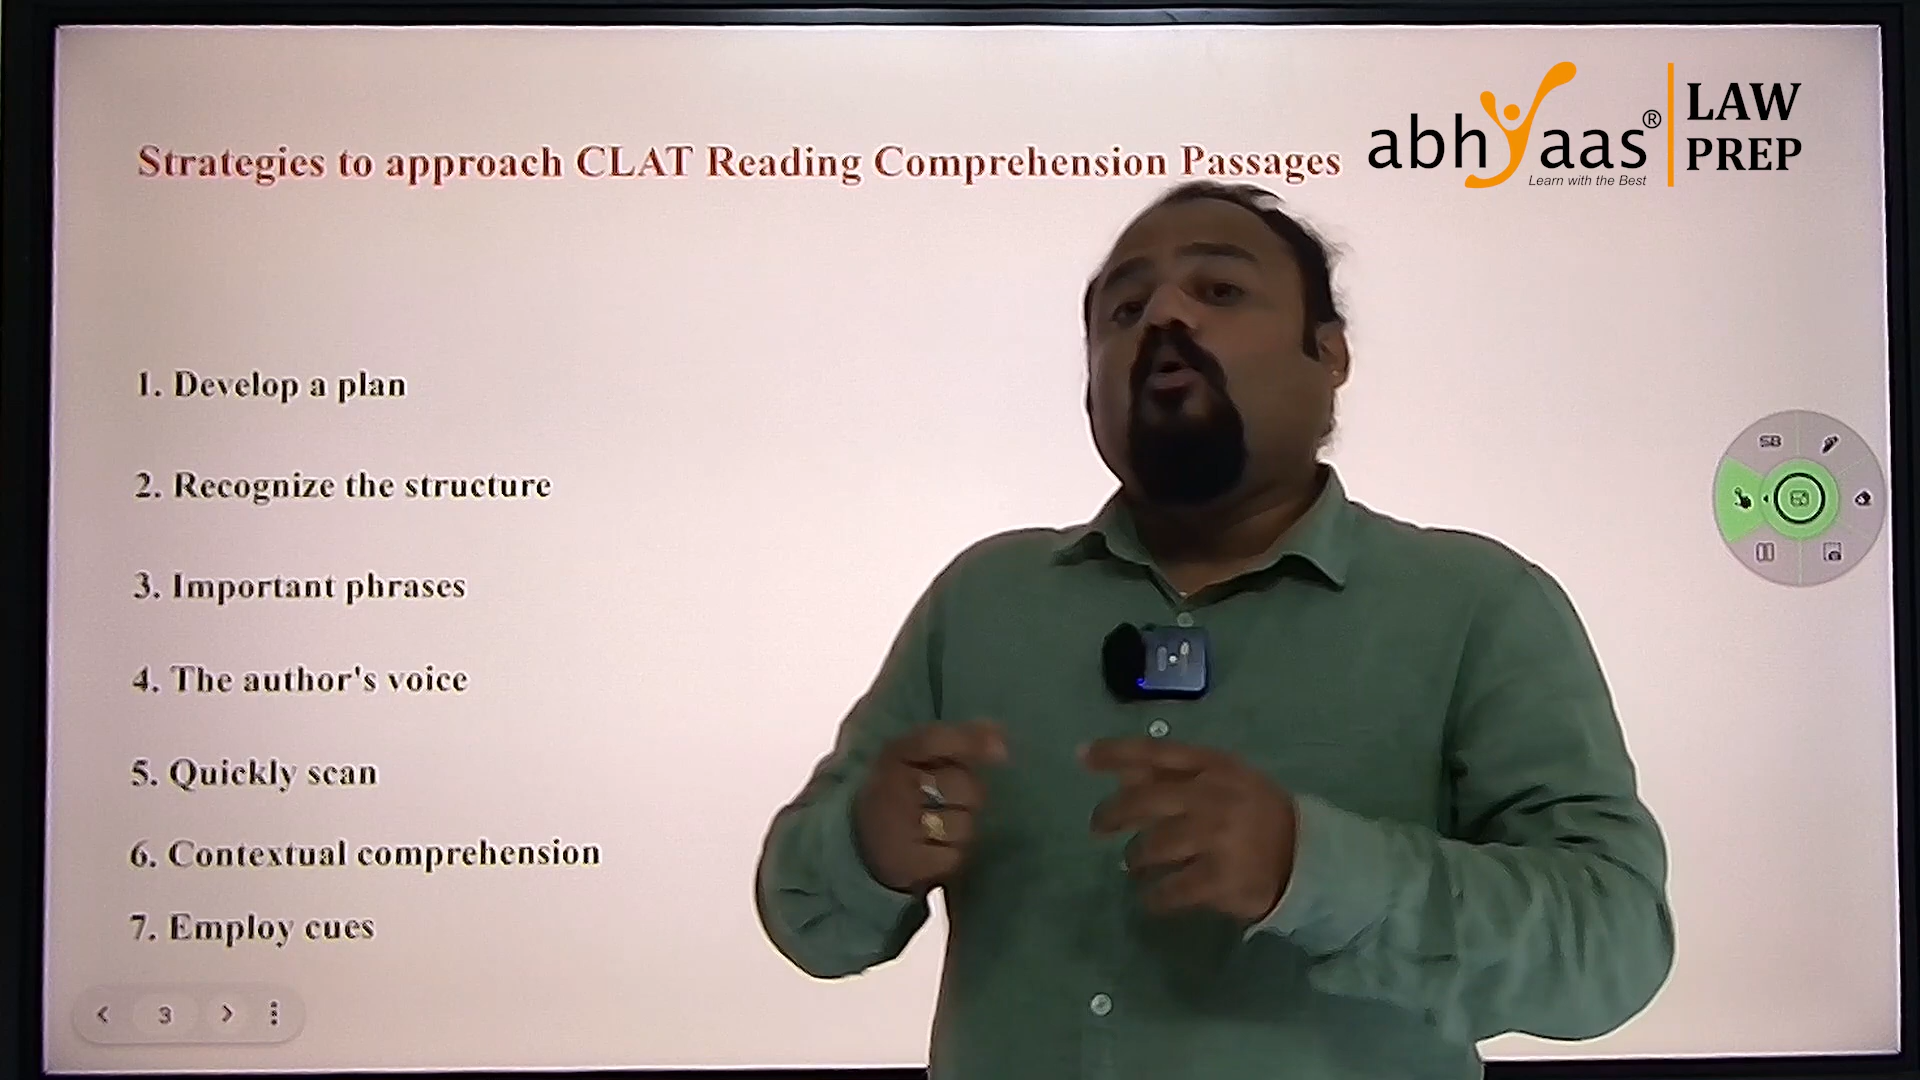 Strategies to approach CLAT Reading Comprehension Passages
abhyaas®
Learn with the Best
LAW
PREP
1. Develop a plan
2. Recognize the structure
3. Important phrases
4. The author's voice
5. Quickly scan
6. Contextual comprehension
7. Employ cues
SB
3